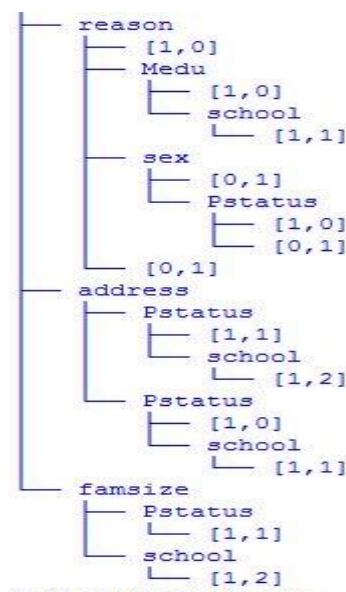 reason
[1,0]
Medu
[1,0]
school
[1,1]
sex
[0,1]
Pstatus
[1,0]
[0,1]
[0,1]
address
Pstatus
[1,1]
school
[1,2]
Pstatus
[1,0]
school
[1,1]
famsize
Pstatus
[1,1]
school
[1,2]